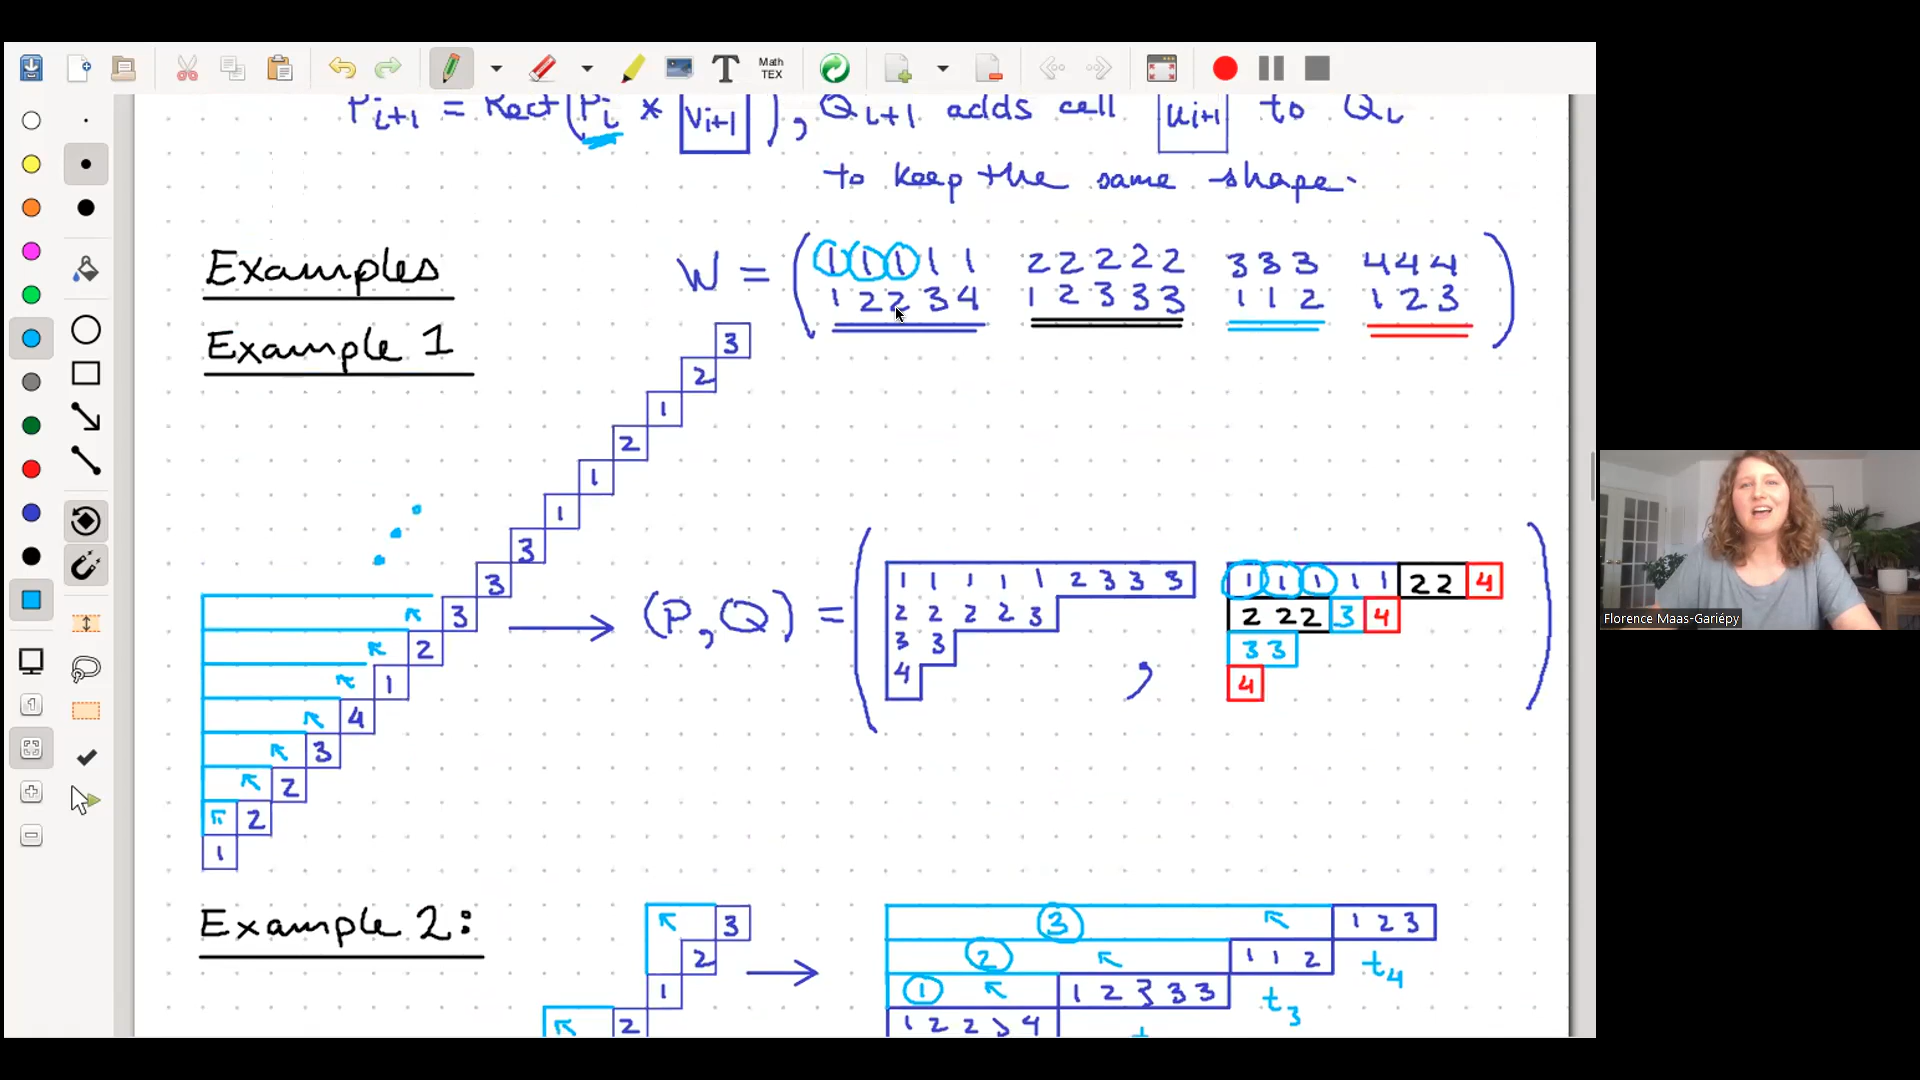 Math
TEX
P_{i+1} = Rect(P_i * V_{i+1}), Q_{i+1} adds cell u_{i+1} to Q_i
to keep the same shape.
Examples
W = ( 1 1 1 1 1 2 2 2 2 2 3 3 3 4 4 4
1 2 2 3 4 1 2 3 3 3 1 1 2 1 2 3 )
Example 1
3
2
1
2
1
1
3
3
3
2
1
4
3
2
2
1
(P, Q) = (
1 1 1 1 1 2 3 3 3
2 2 2 2 3
3 3
4
,
1 1 1 1 1 2 2 4
2 2 2 3 4
3 3
4
)
Example 2:
3
2
1
2
3 1 2 3
2 1 1 2 t_4
1 1 2 3 3 3 t_3
1 2 2 3 4
Florence Maas-Gariépy